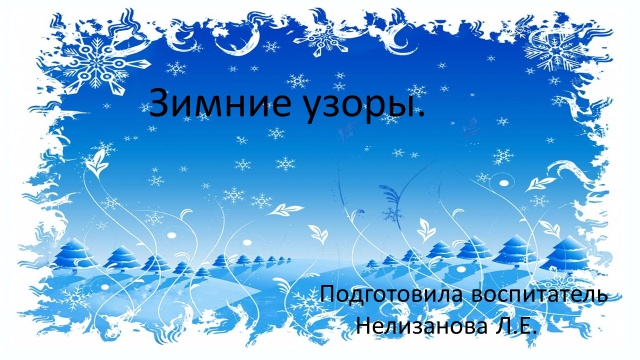 Зимние узоры.
Подготовила воспитатель
Нелизанова Л.Е.